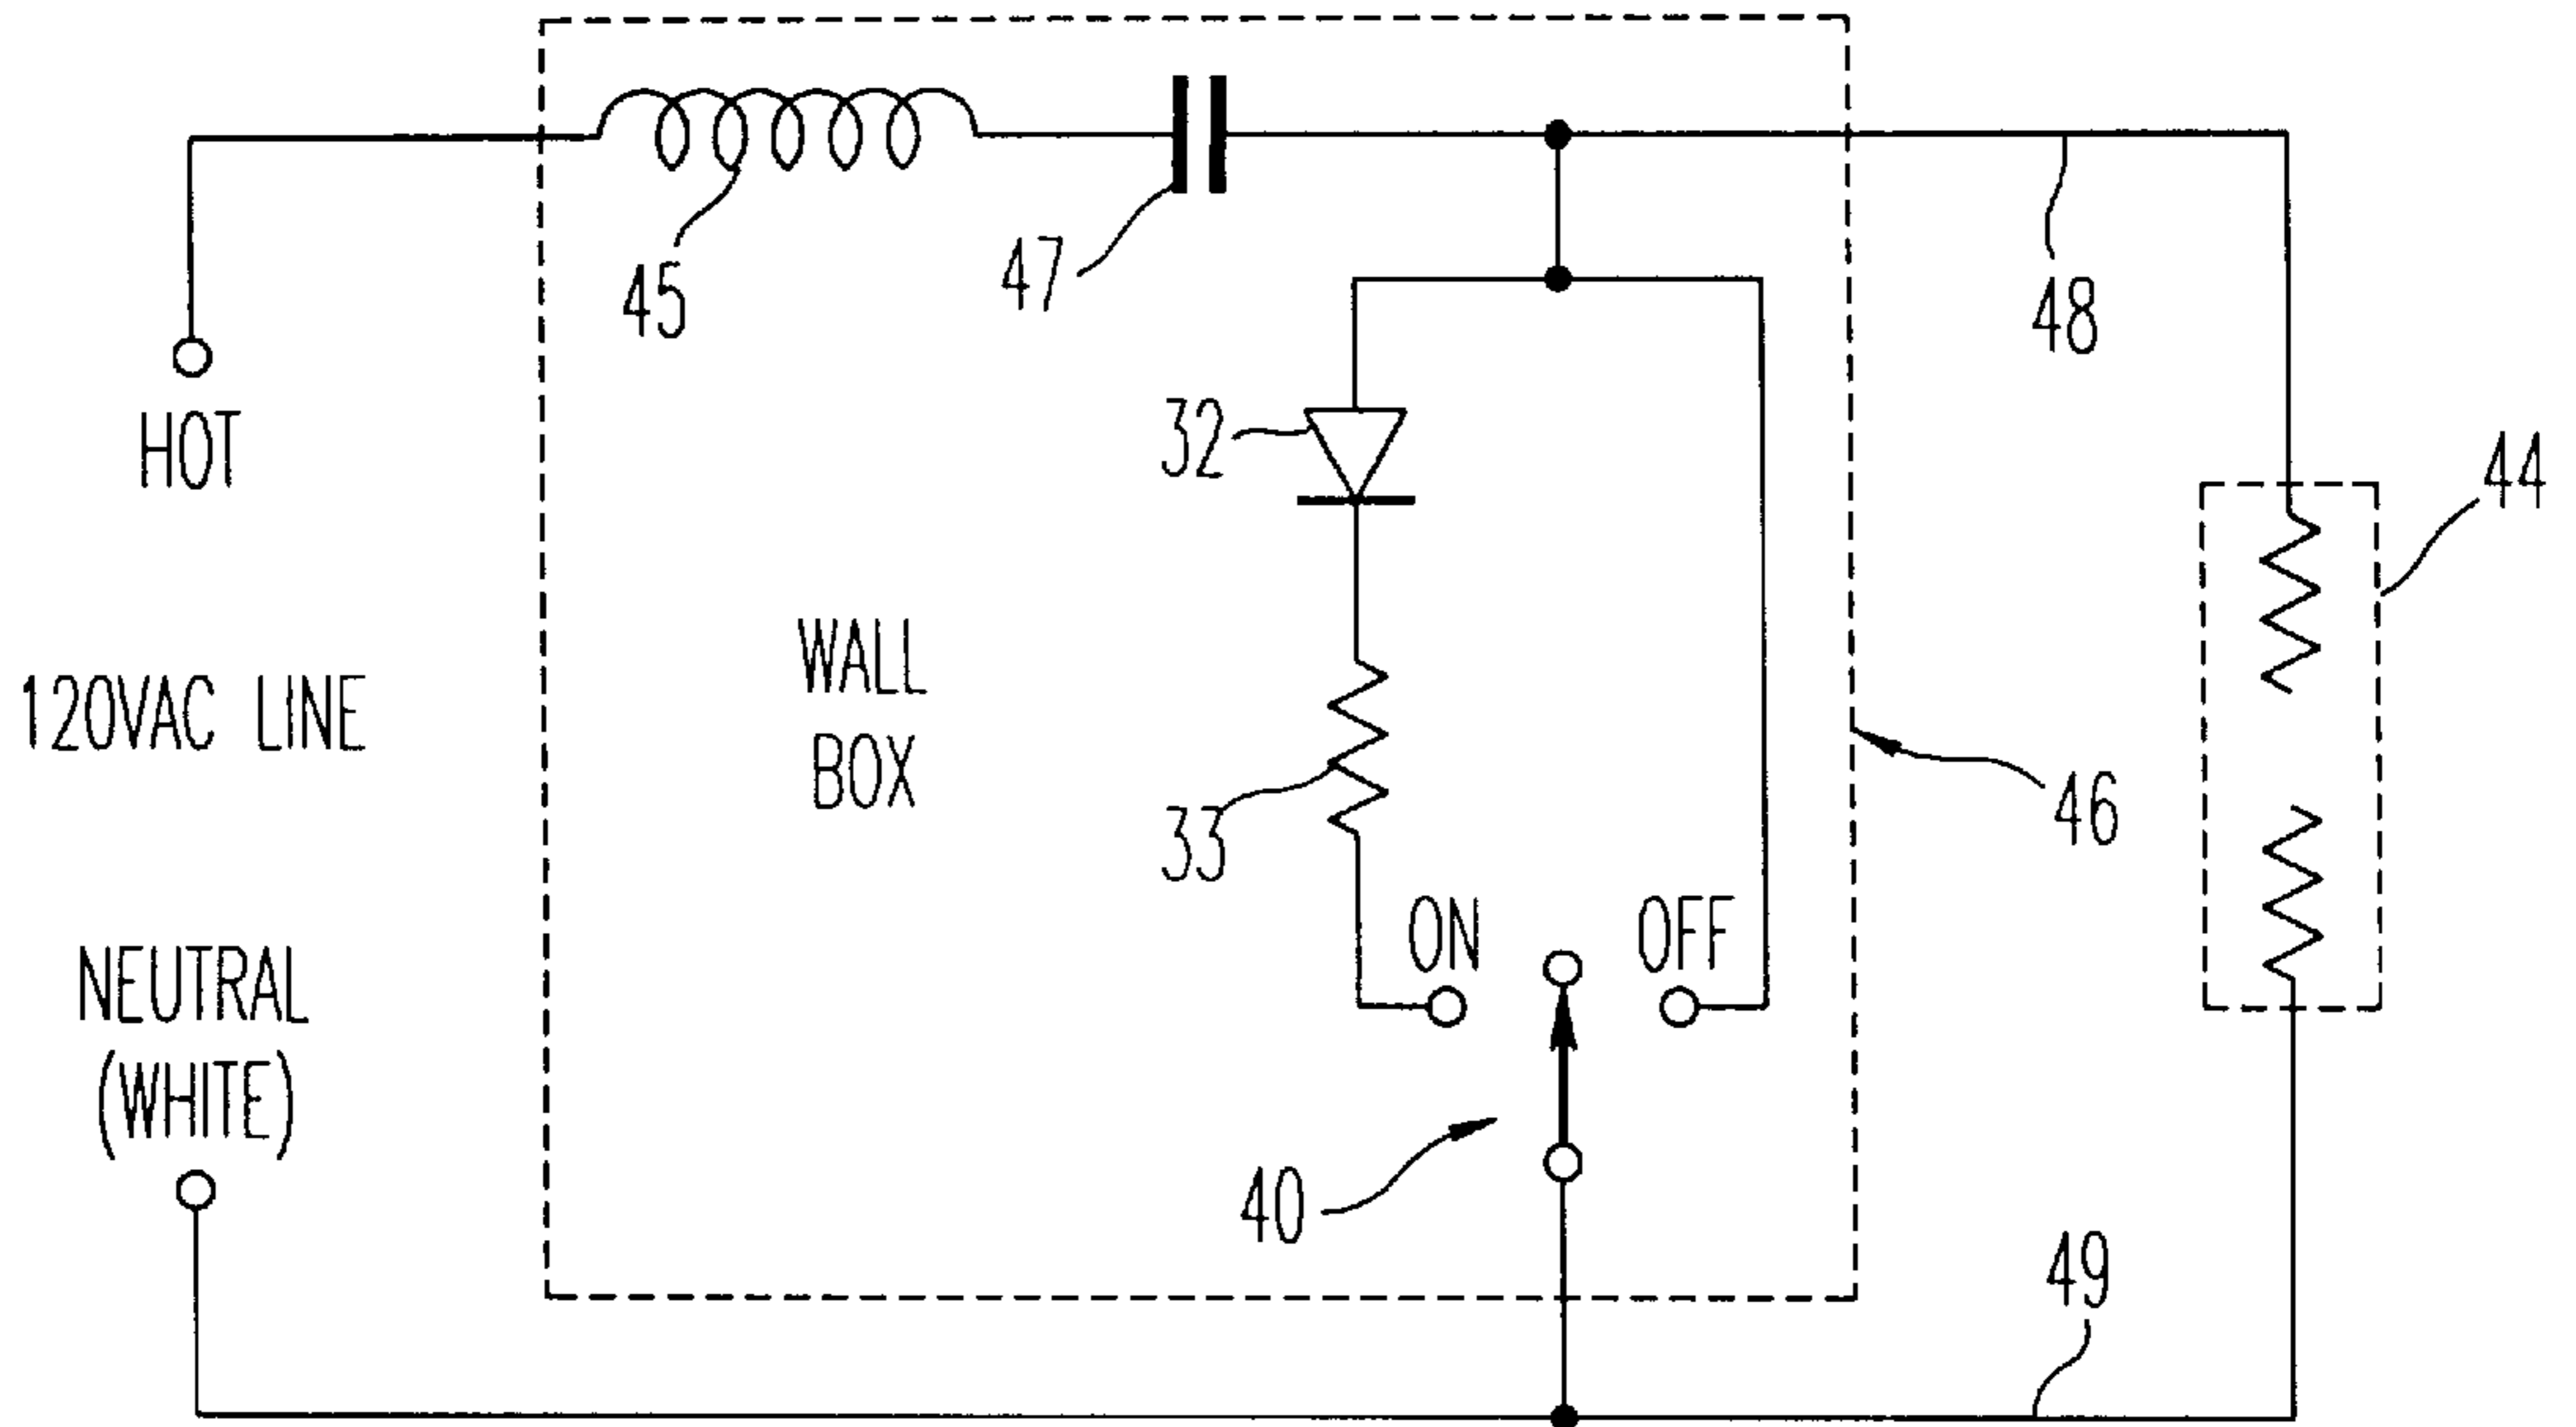 45
47
48
HOT
32
44
120VAC LINE
WALL
BOX
33
46
ON
OFF
NEUTRAL
(WHITE)
40
49